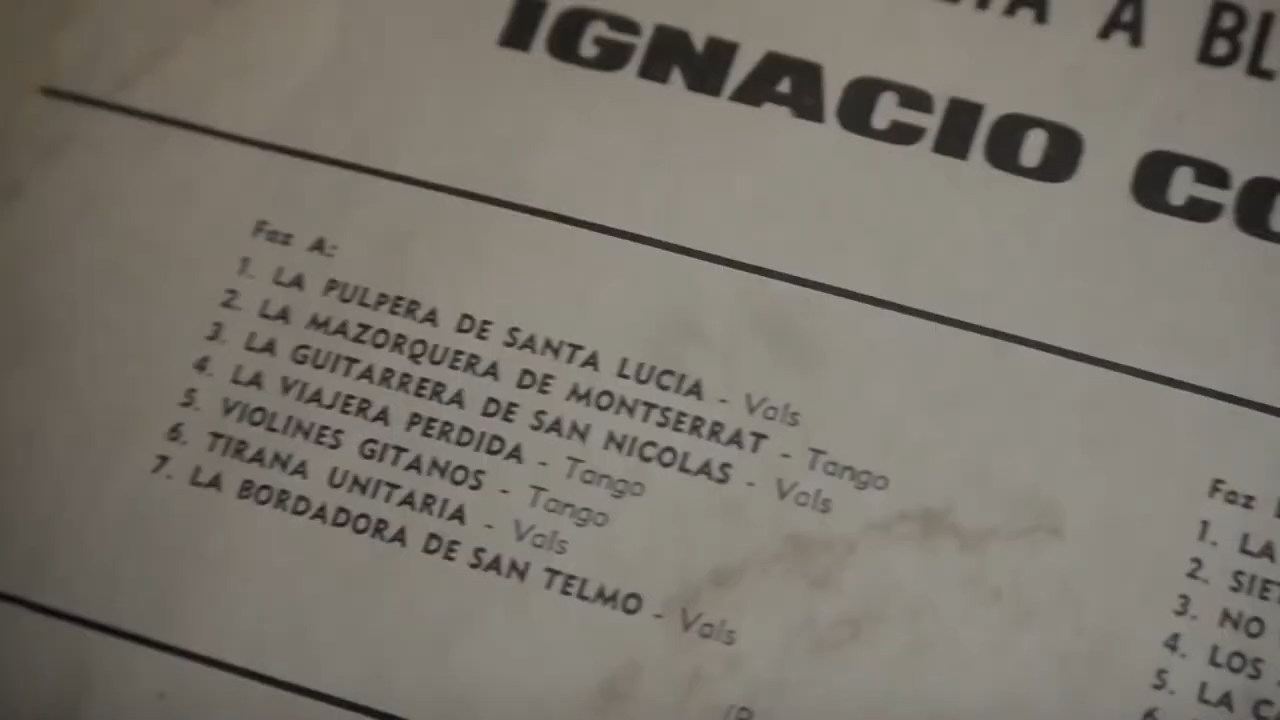 A BL
IGNACIO CO
Faz A:
1. LA PULPERA DE SANTA LUCIA - Vals
2. LA MAZORQUERA DE MONTSERRAT - Tango
3. LA GUITARRERA DE SAN NICOLAS - Vals
4. LA VIAJERA PERDIDA - Tango
5. VIOLINES GITANOS - Tango
6. TIRANA UNITARIA - Vals
7. LA BORDADORA DE SAN TELMO - Vals
Faz
1. LA
2. SIE
3. NO
4. LOS
5. LA C
6.